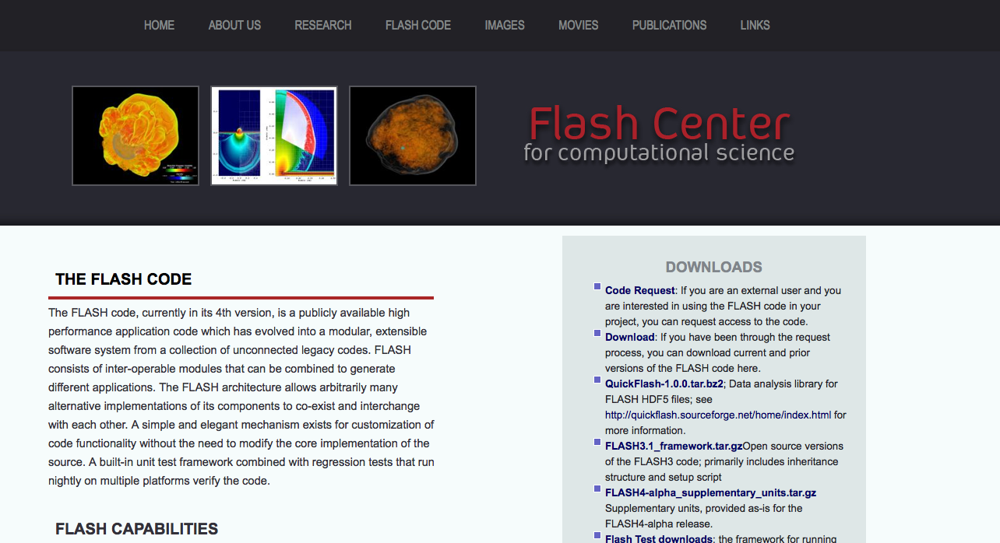 HOME ABOUT US RESEARCH FLASH CODE IMAGES MOVIES PUBLICATIONS LINKS
Flash Center
for computational science
THE FLASH CODE
The FLASH code, currently in its 4th version, is a publicly available high
performance application code which has evolved into a modular, extensible
software system from a collection of unconnected legacy codes. FLASH
consists of inter-operable modules that can be combined to generate
different applications. The FLASH architecture allows arbitrarily many
alternative implementations of its components to co-exist and interchange
with each other. A simple and elegant mechanism exists for customization of
code functionality without the need to modify the core implementation of the
source. A built-in unit test framework combined with regression tests that run
nightly on multiple platforms verify the code.
FLASH CAPABILITIES
DOWNLOADS
Code Request: If you are an external user and you
are interested in using the FLASH code in your
project, you can request access to the code.
Download: If you have been through the request
process, you can download current and prior
versions of the FLASH code here.
QuickFlash-1.0.0.tar.bz2; Data analysis library for
FLASH HDF5 files; see
http://quickflash.sourceforge.net/home/index.html for
more information.
FLASH3.1_framework.tar.gzOpen source versions
of the FLASH3 code; primarily includes inheritance
structure and setup script
FLASH4-alpha_supplementary_units.tar.gz
Supplementary units, provided as-is for the
FLASH4-alpha release.
Flash Test downloads: the framework for running